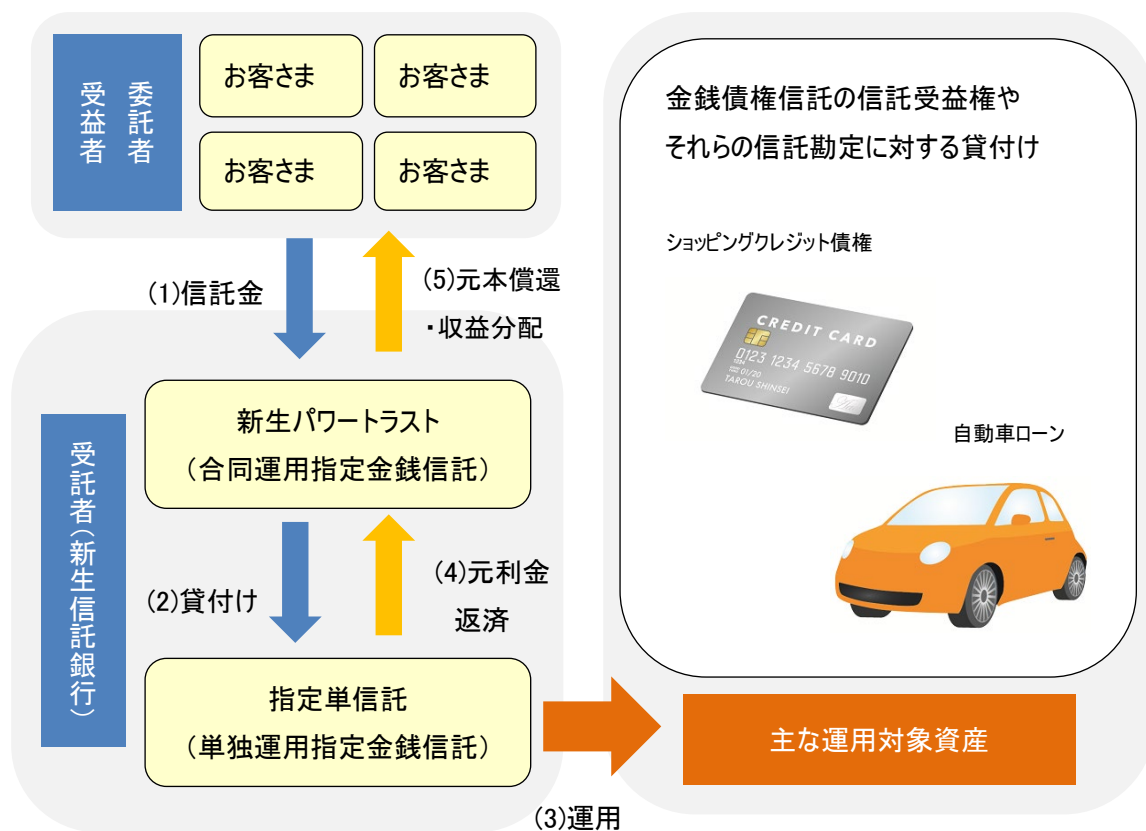 委託者
受益者
お客さま
お客さま
お客さま
お客さま
(1)信託金
(5)元本償還
・収益分配
受託者(新生信託銀行)
新生パワートラスト
(合同運用指定金銭信託)
(2)貸付け
(4)元利金
返済
指定単信託
(単独運用指定金銭信託)
(3)運用
金銭債権信託の信託受益権や
それらの信託勘定に対する貸付け
ショッピングクレジット債権
CREDIT CARD
0123 1234 5678 9010
1234
01/20
TAROU SHINSEI
自動車ローン
主な運用対象資産